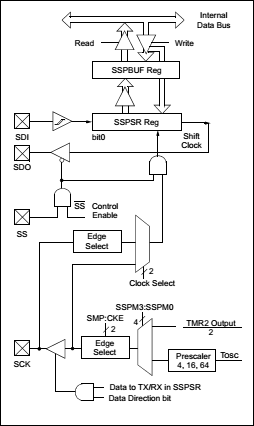 Internal
Data Bus
Read
Write
SSPBUF Reg
SSPSR Reg
SDI
bit0
Shift
Clock
SDO
SS Control
Enable
SS
Edge
Select
2
Clock Select
SSPM3:SSPM0
SMP:CKE
4
TMR2 Output
2
2
Edge
Select
Prescaler
4, 16, 64
TOSC
SCK
Data to TX/RX in SSPSR
Data Direction bit